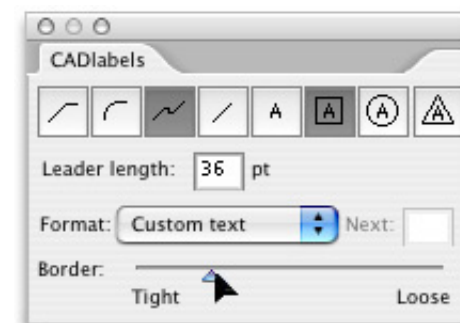 CADlabels
A A A A
Leader length: 36 pt
Format: Custom text Next:
Border:
Tight Loose